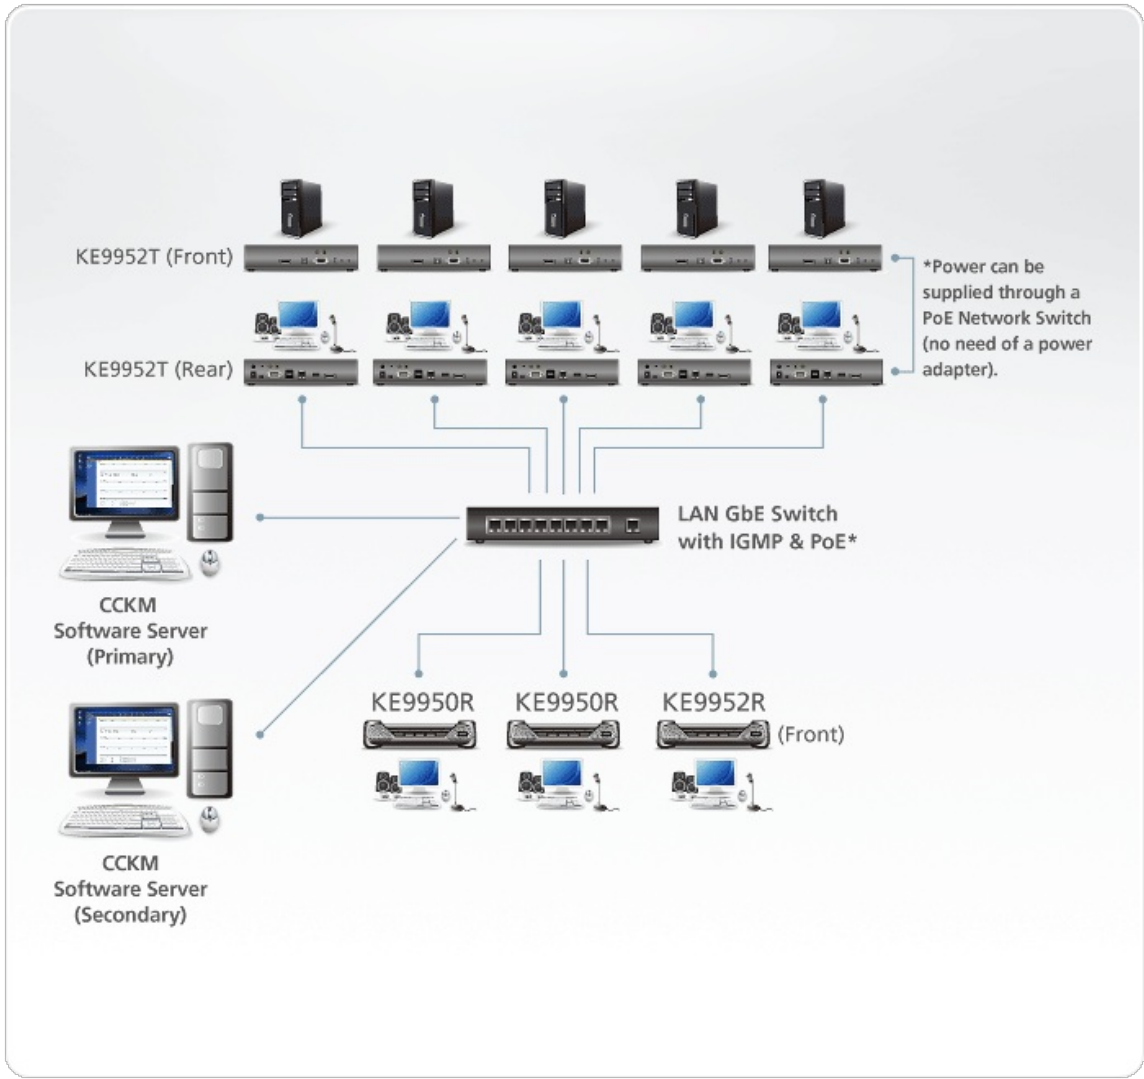 KE9952T (Front)
*Power can be
supplied through a
PoE Network Switch
(no need of a power
adapter).
KE9952T (Rear)
LAN GbE Switch
with IGMP & PoE*
CCKM
Software Server
(Primary)
KE9950R
KE9950R
KE9952R
(Front)
CCKM
Software Server
(Secondary)